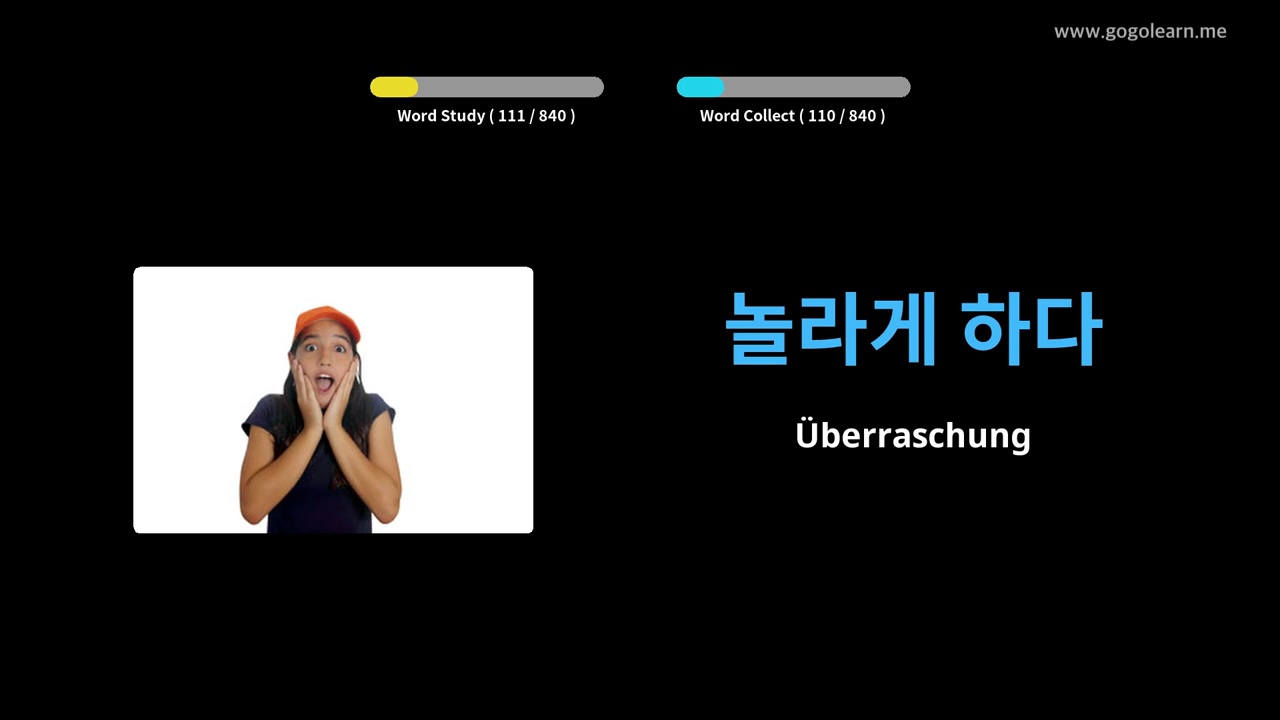 www.gogolearn.me
Word Study ( 111 / 840 )
Word Collect ( 110 / 840 )
놀라게 하다
Überraschung